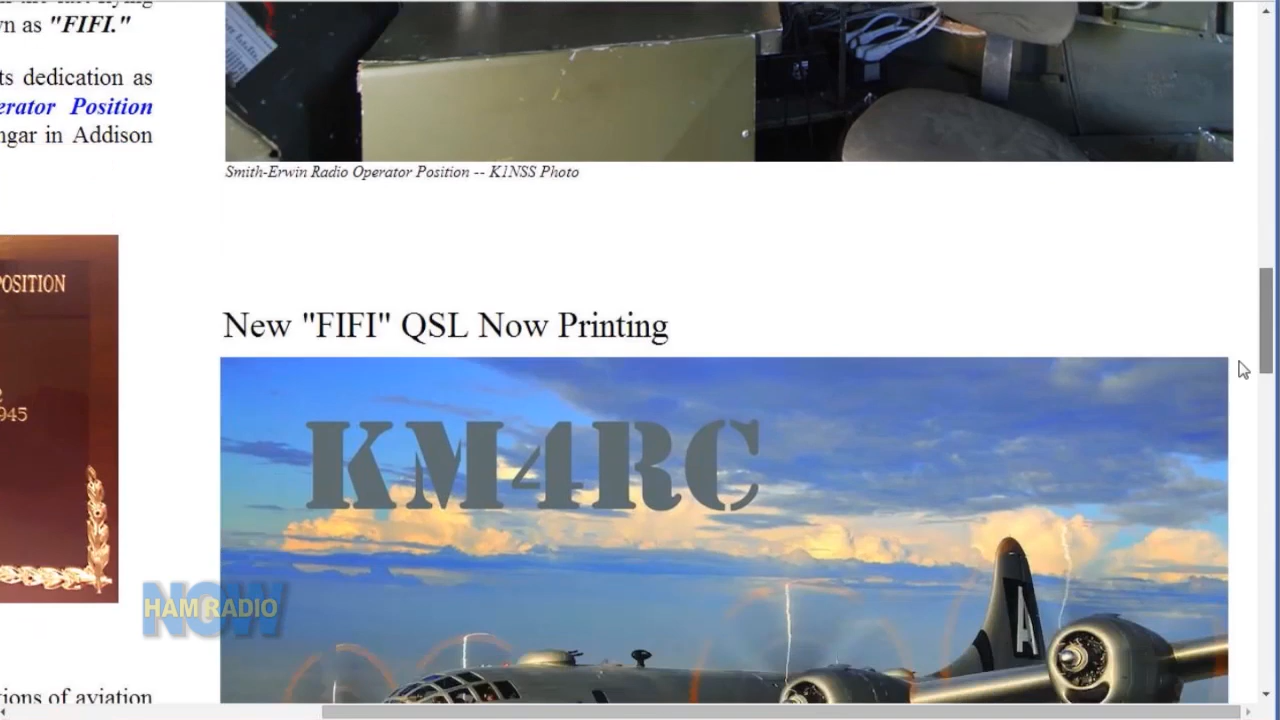 wn as "FIFI."
ts dedication as
erator Position
ngar in Addison
Smith-Erwin Radio Operator Position -- K1NSS Photo
POSITION
945
New "FIFI" QSL Now Printing
KM4RC
A
NOW
HAM RADIO
tions of aviation